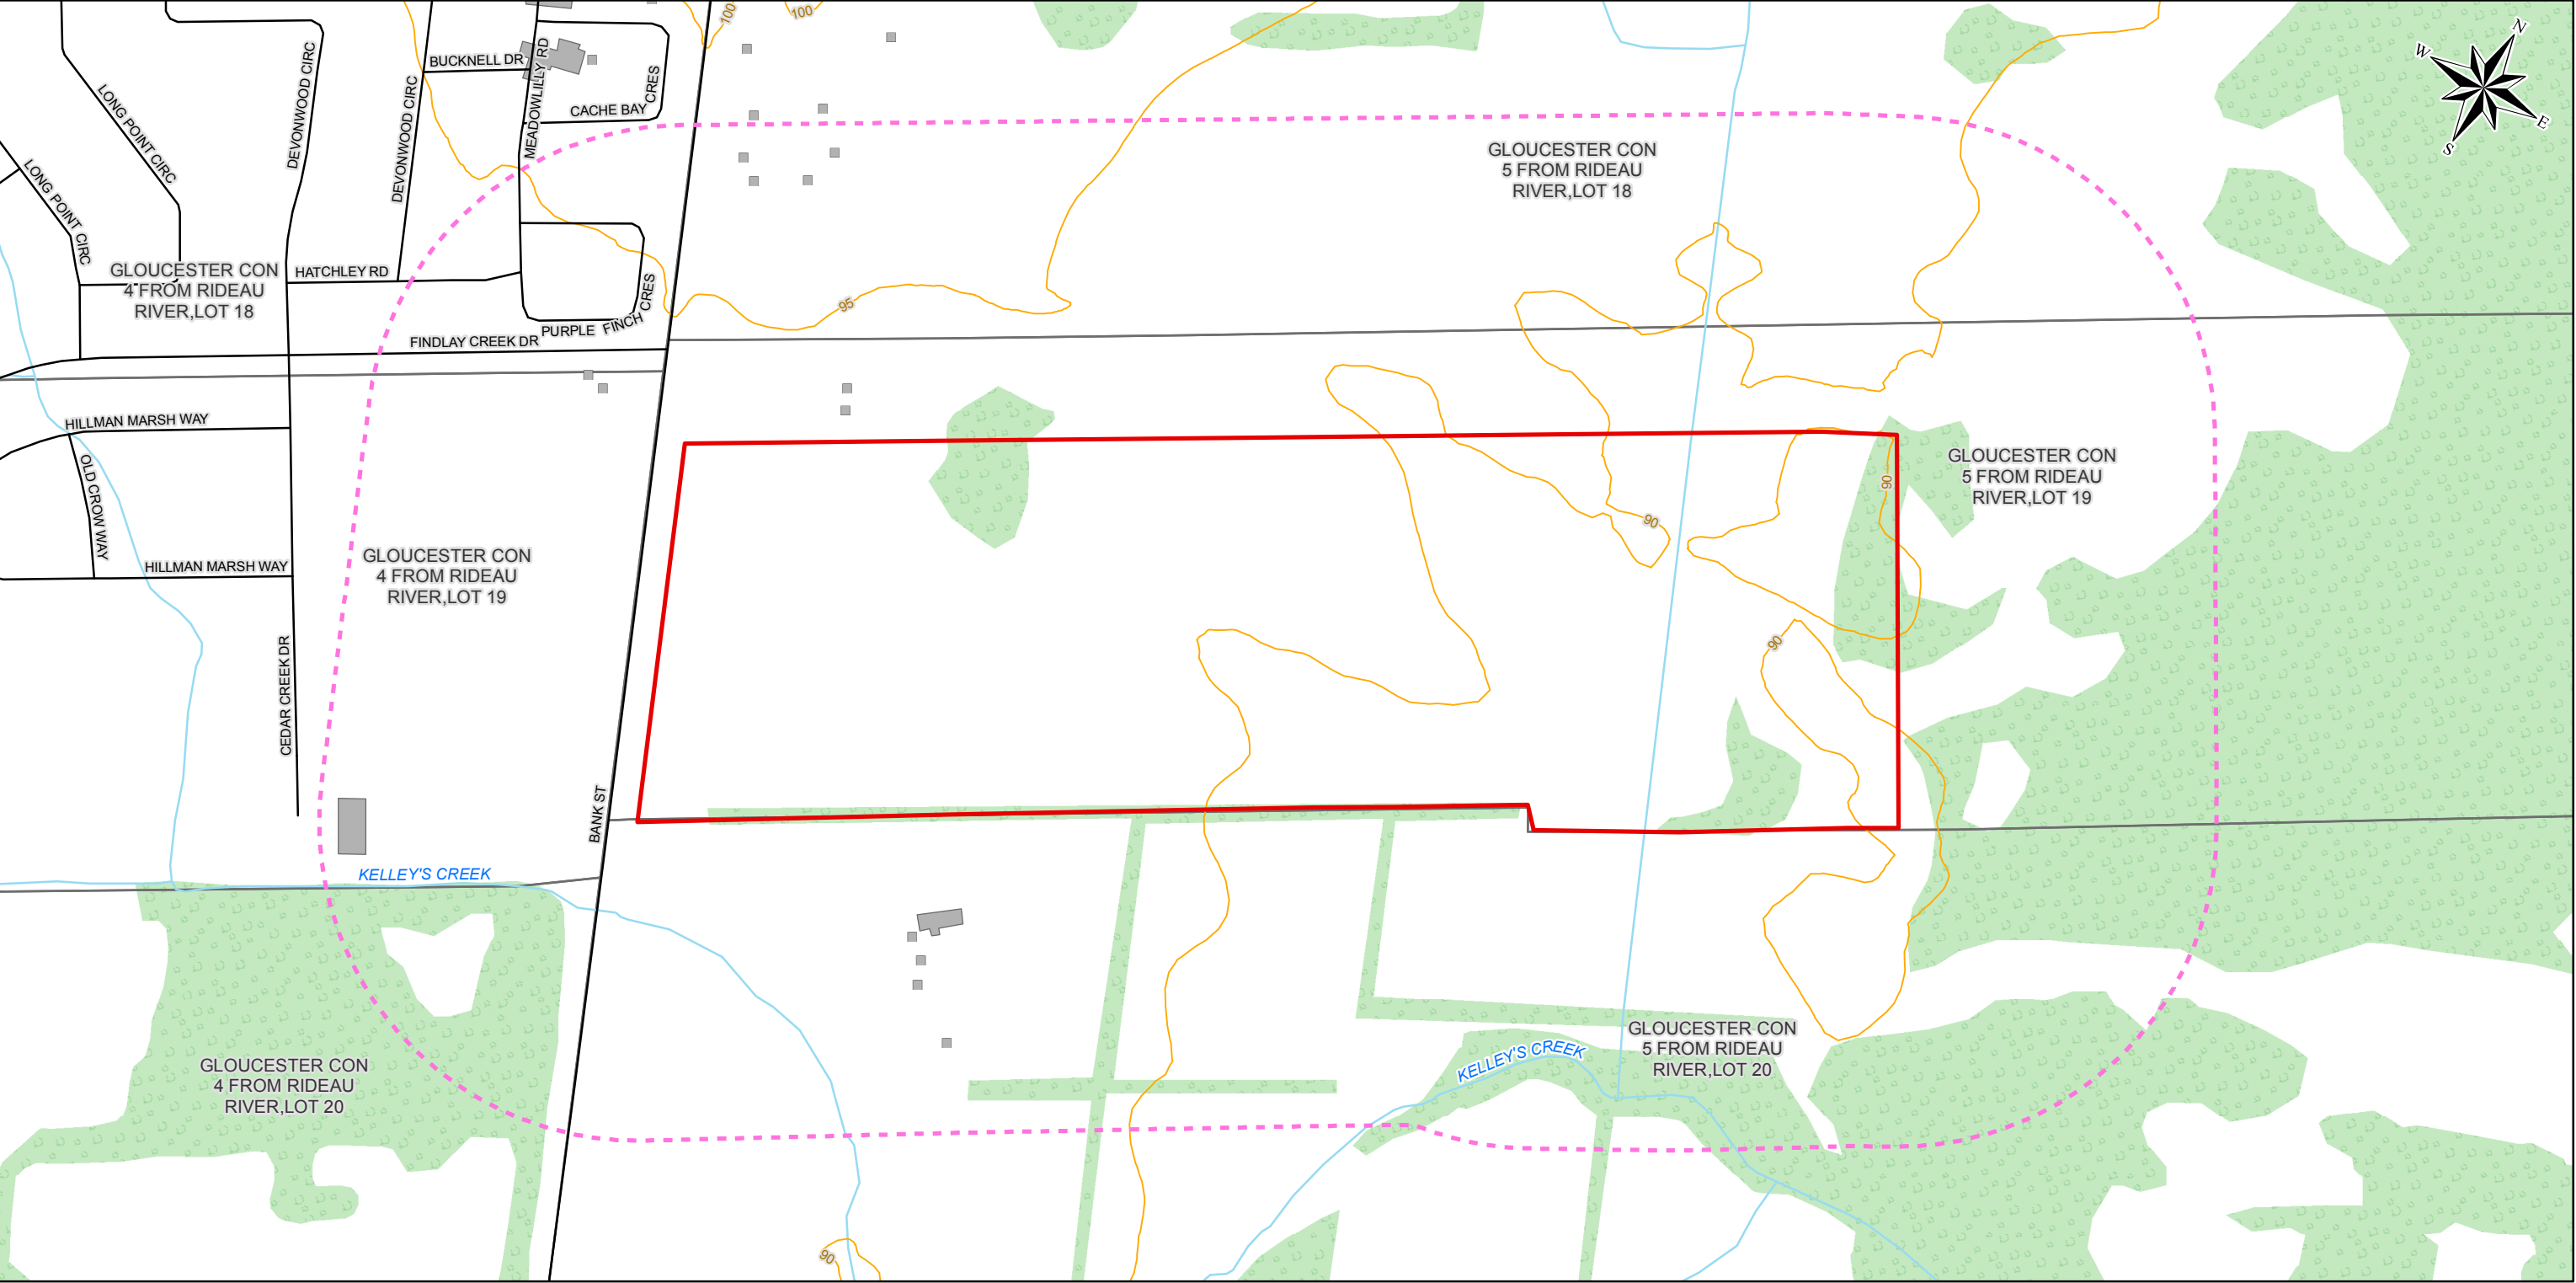 100
100
N
W
E
S
BUCKNELL DR
MEADOWLILLY RD
DEVONWOOD CIRC
DEVONWOOD CIRC
CACHE BAY
CRES
LONG POINT CIRC
LONG POINT CIRC
GLOUCESTER CON
5 FROM RIDEAU
RIVER,LOT 18
GLOUCESTER CON
4 FROM RIDEAU
RIVER,LOT 18
HATCHLEY RD
95
PURPLE FINCH CRES
FINDLAY CREEK DR
HILLMAN MARSH WAY
OLD CROW WAY
GLOUCESTER CON
5 FROM RIDEAU
RIVER,LOT 19
90
90
GLOUCESTER CON
4 FROM RIDEAU
RIVER,LOT 19
HILLMAN MARSH WAY
90
CEDAR CREEK DR
BANK ST
KELLEY'S CREEK
GLOUCESTER CON
5 FROM RIDEAU
RIVER,LOT 20
KELLEY'S CREEK
GLOUCESTER CON
4 FROM RIDEAU
RIVER,LOT 20
90